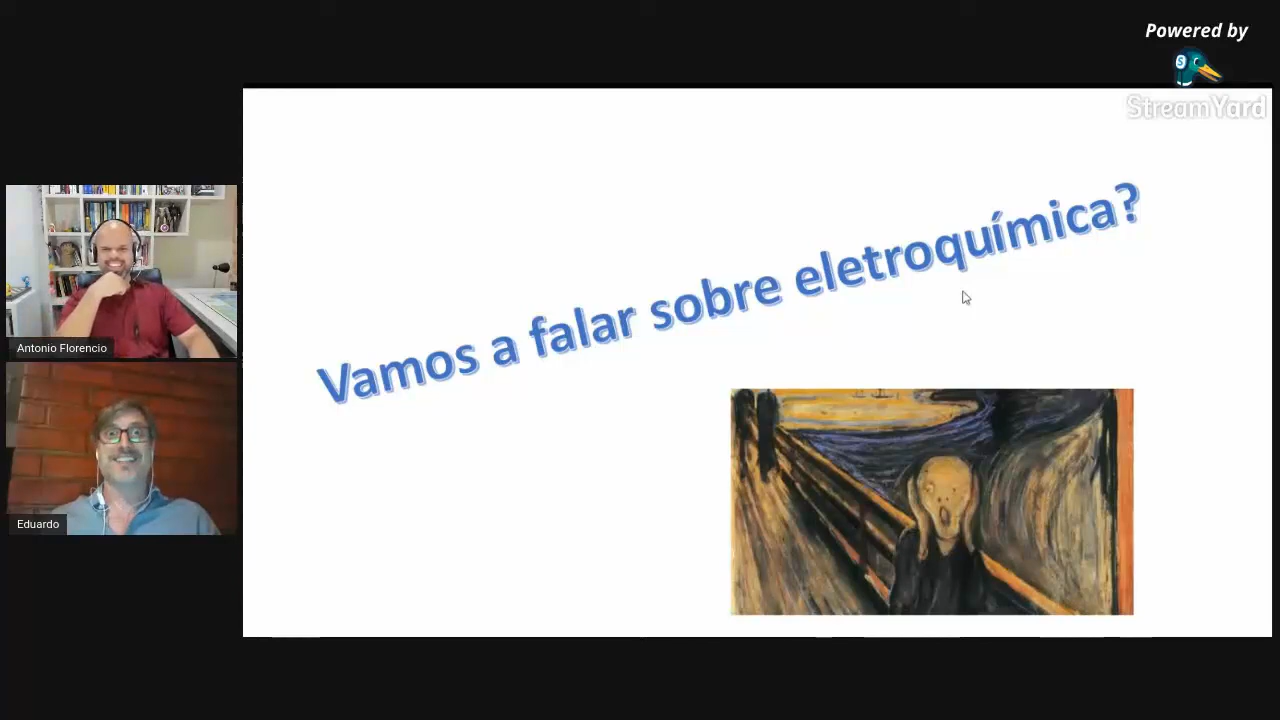 Powered by
StreamYard
Vamos a falar sobre eletroquímica?
Antonio Florencio
Eduardo